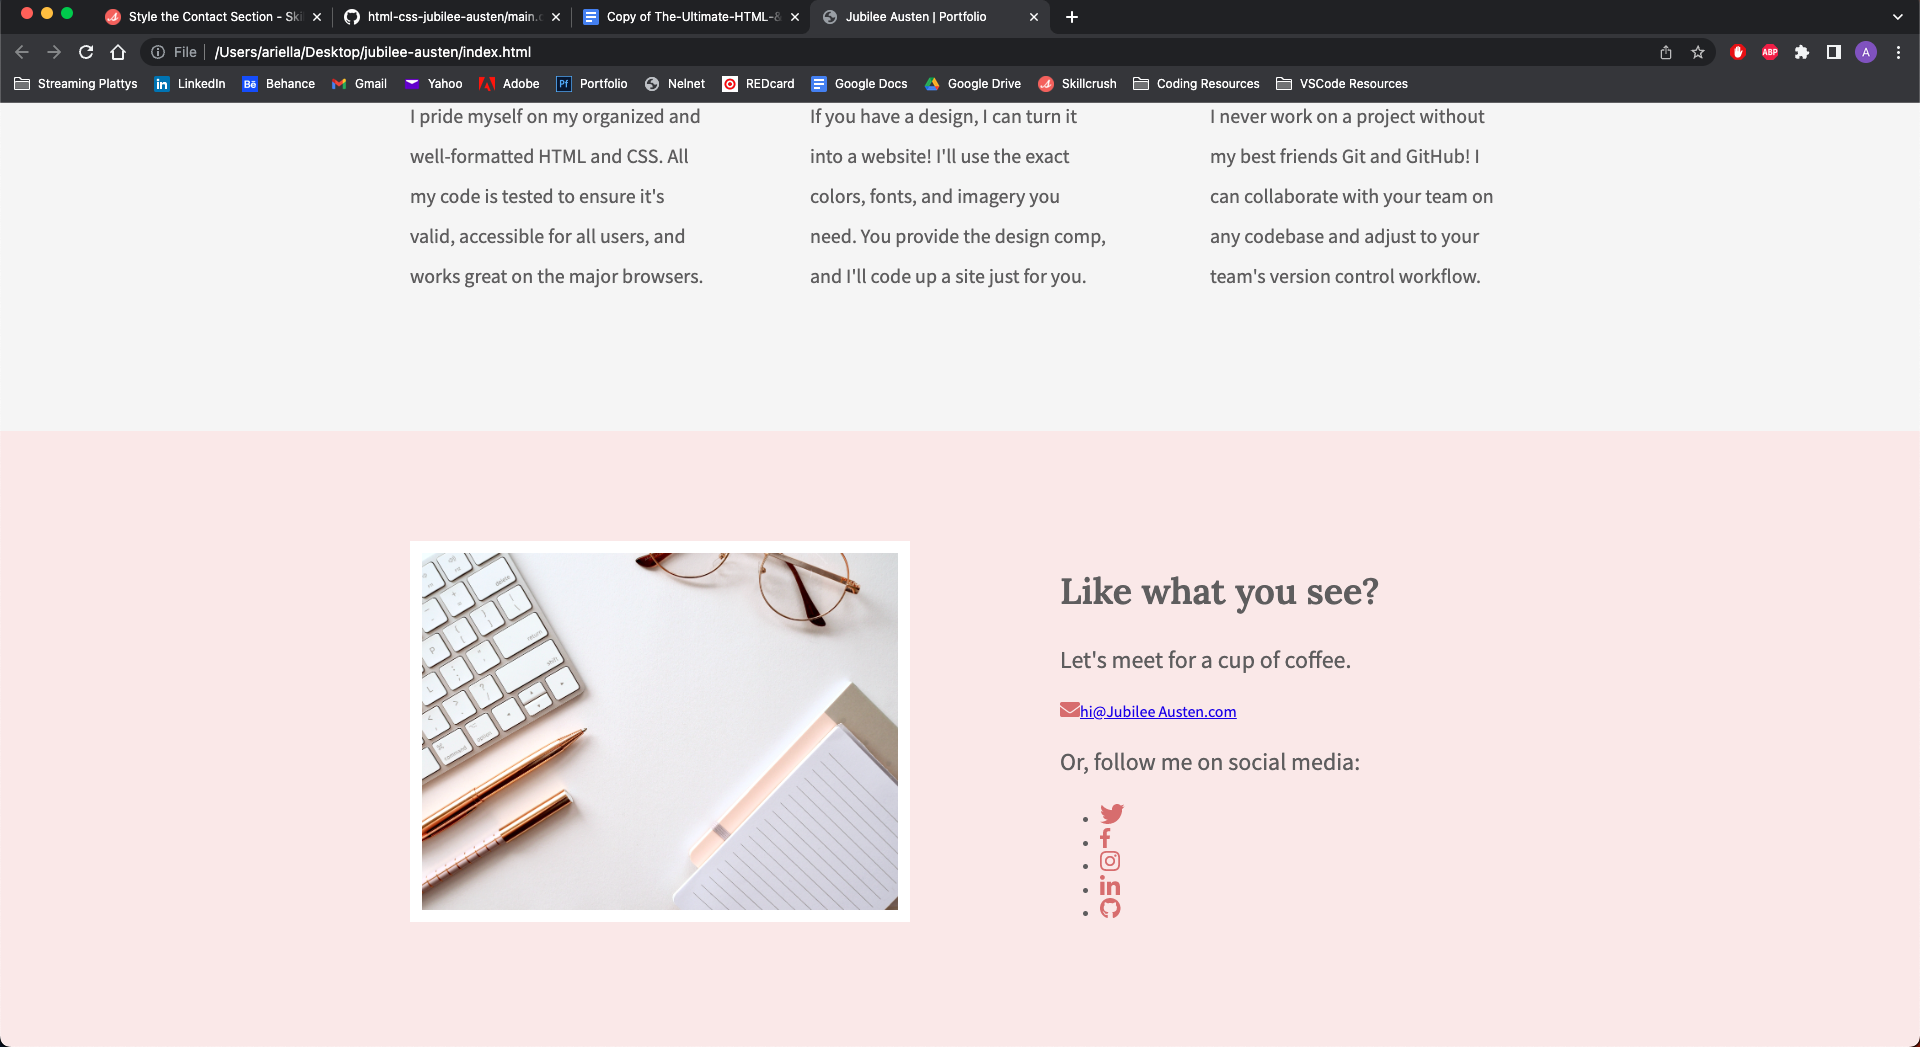 Style the Contact Section - Ski
html-css-jubilee-austen/main.c
Copy of The-Ultimate-HTML-&
Jubilee Austen | Portfolio
File
/Users/ariella/Desktop/jubilee-austen/index.html
ABP
A
Streaming Plattys
LinkedIn
Behance
Gmail
Yahoo
Adobe
Portfolio
Nelnet
REDcard
Google Docs
Google Drive
Skillcrush
Coding Resources
VSCode Resources
I pride myself on my organized and
well-formatted HTML and CSS. All
my code is tested to ensure it's
valid, accessible for all users, and
works great on the major browsers.
If you have a design, I can turn it
into a website! I'll use the exact
colors, fonts, and imagery you
need. You provide the design comp,
and I'll code up a site just for you.
I never work on a project without
my best friends Git and GitHub! I
can collaborate with your team on
any codebase and adjust to your
team's version control workflow.
delete
return
shift
command
option
Like what you see?
Let's meet for a cup of coffee.
hi@Jubilee Austen.com
Or, follow me on social media: